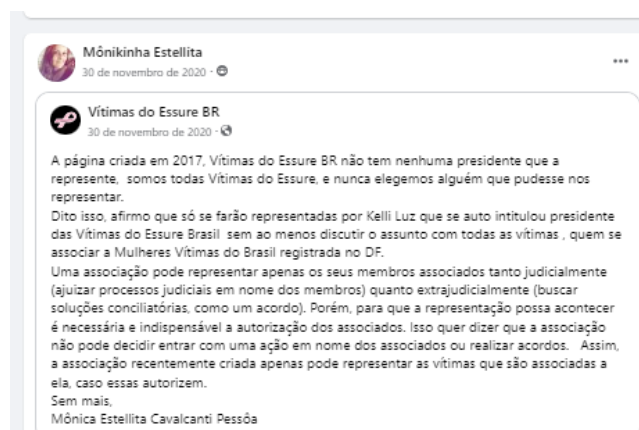 Mônikinha Estellita
30 de novembro de 2020 ·
Vítimas do Essure BR
30 de novembro de 2020 ·
A página criada em 2017, Vítimas do Essure BR não tem nenhuma presidente que a
represente, somos todas Vítimas do Essure, e nunca elegemos alguém que pudesse nos
representar.
Dito isso, afirmo que só se farão representadas por Kelli Luz que se auto intitulou presidente
das Vítimas do Essure Brasil sem ao menos discutir o assunto com todas as vítimas , quem se
associar a Mulheres Vítimas do Brasil registrada no DF.
Uma associação pode representar apenas os seus membros associados tanto judicialmente
(ajuizar processos judiciais em nome dos membros) quanto extrajudicialmente (buscar
soluções conciliatórias, como um acordo). Porém, para que a representação possa acontecer
é necessária e indispensável a autorização dos associados. Isso quer dizer que a associação
não pode decidir entrar com uma ação em nome dos associados ou realizar acordos. Assim,
a associação recentemente criada apenas pode representar as vítimas que são associadas a
ela, caso essas autorizem.
Sem mais,
Mônica Estellita Cavalcanti Pessôa